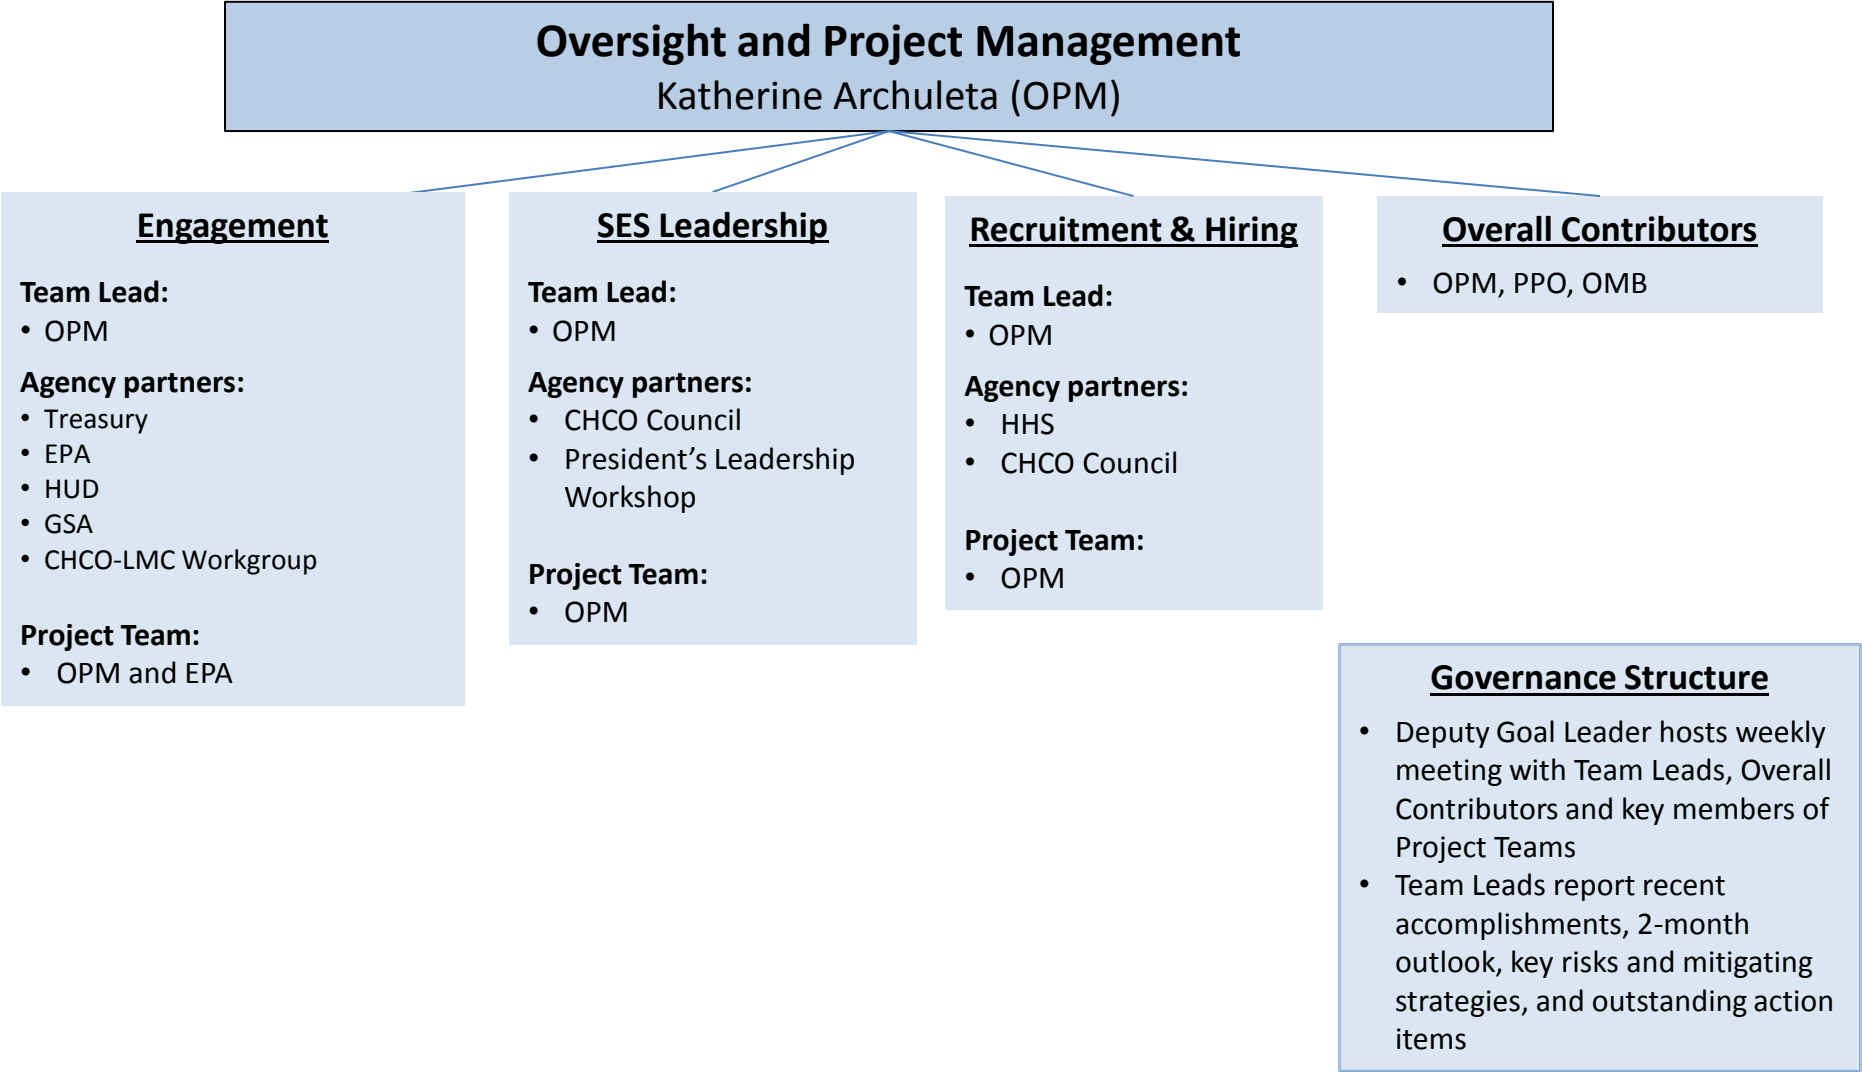 Oversight and Project Management
Katherine Archuleta (OPM)
Engagement
Team Lead:
• OPM
Agency partners:
• Treasury
• EPA
• HUD
• GSA
• CHCO-LMC Workgroup
Project Team:
• OPM and EPA
SES Leadership
Team Lead:
• OPM
Agency partners:
• CHCO Council
• President’s Leadership
Workshop
Project Team:
• OPM
Recruitment & Hiring
Team Lead:
• OPM
Agency partners:
• HHS
• CHCO Council
Project Team:
• OPM
Overall Contributors
• OPM, PPO, OMB
Governance Structure
• Deputy Goal Leader hosts weekly
meeting with Team Leads, Overall
Contributors and key members of
Project Teams
• Team Leads report recent
accomplishments, 2-month
outlook, key risks and mitigating
strategies, and outstanding action
items